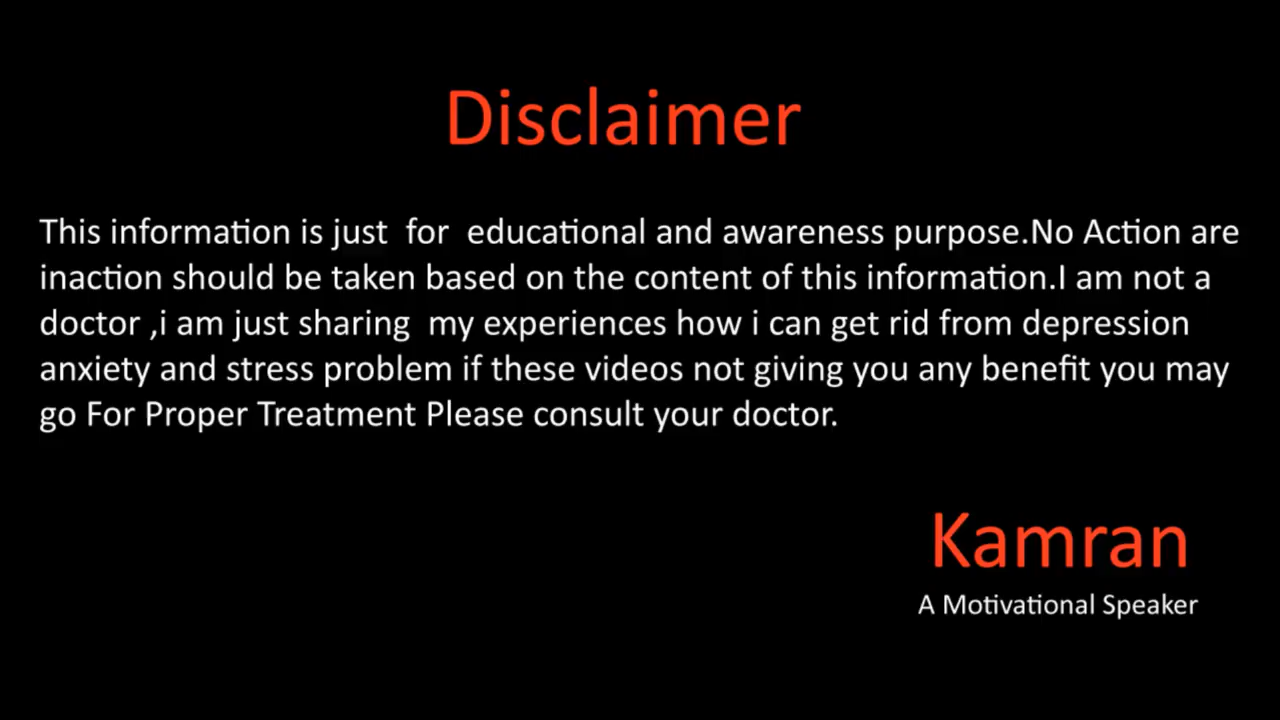 Disclaimer
This information is just  for  educational and awareness purpose.No Action are
inaction should be taken based on the content of this information.I am not a
doctor ,i am just sharing  my experiences how i can get rid from depression
anxiety and stress problem if these videos not giving you any benefit you may
go For Proper Treatment Please consult your doctor.
Kamran
A Motivational Speaker